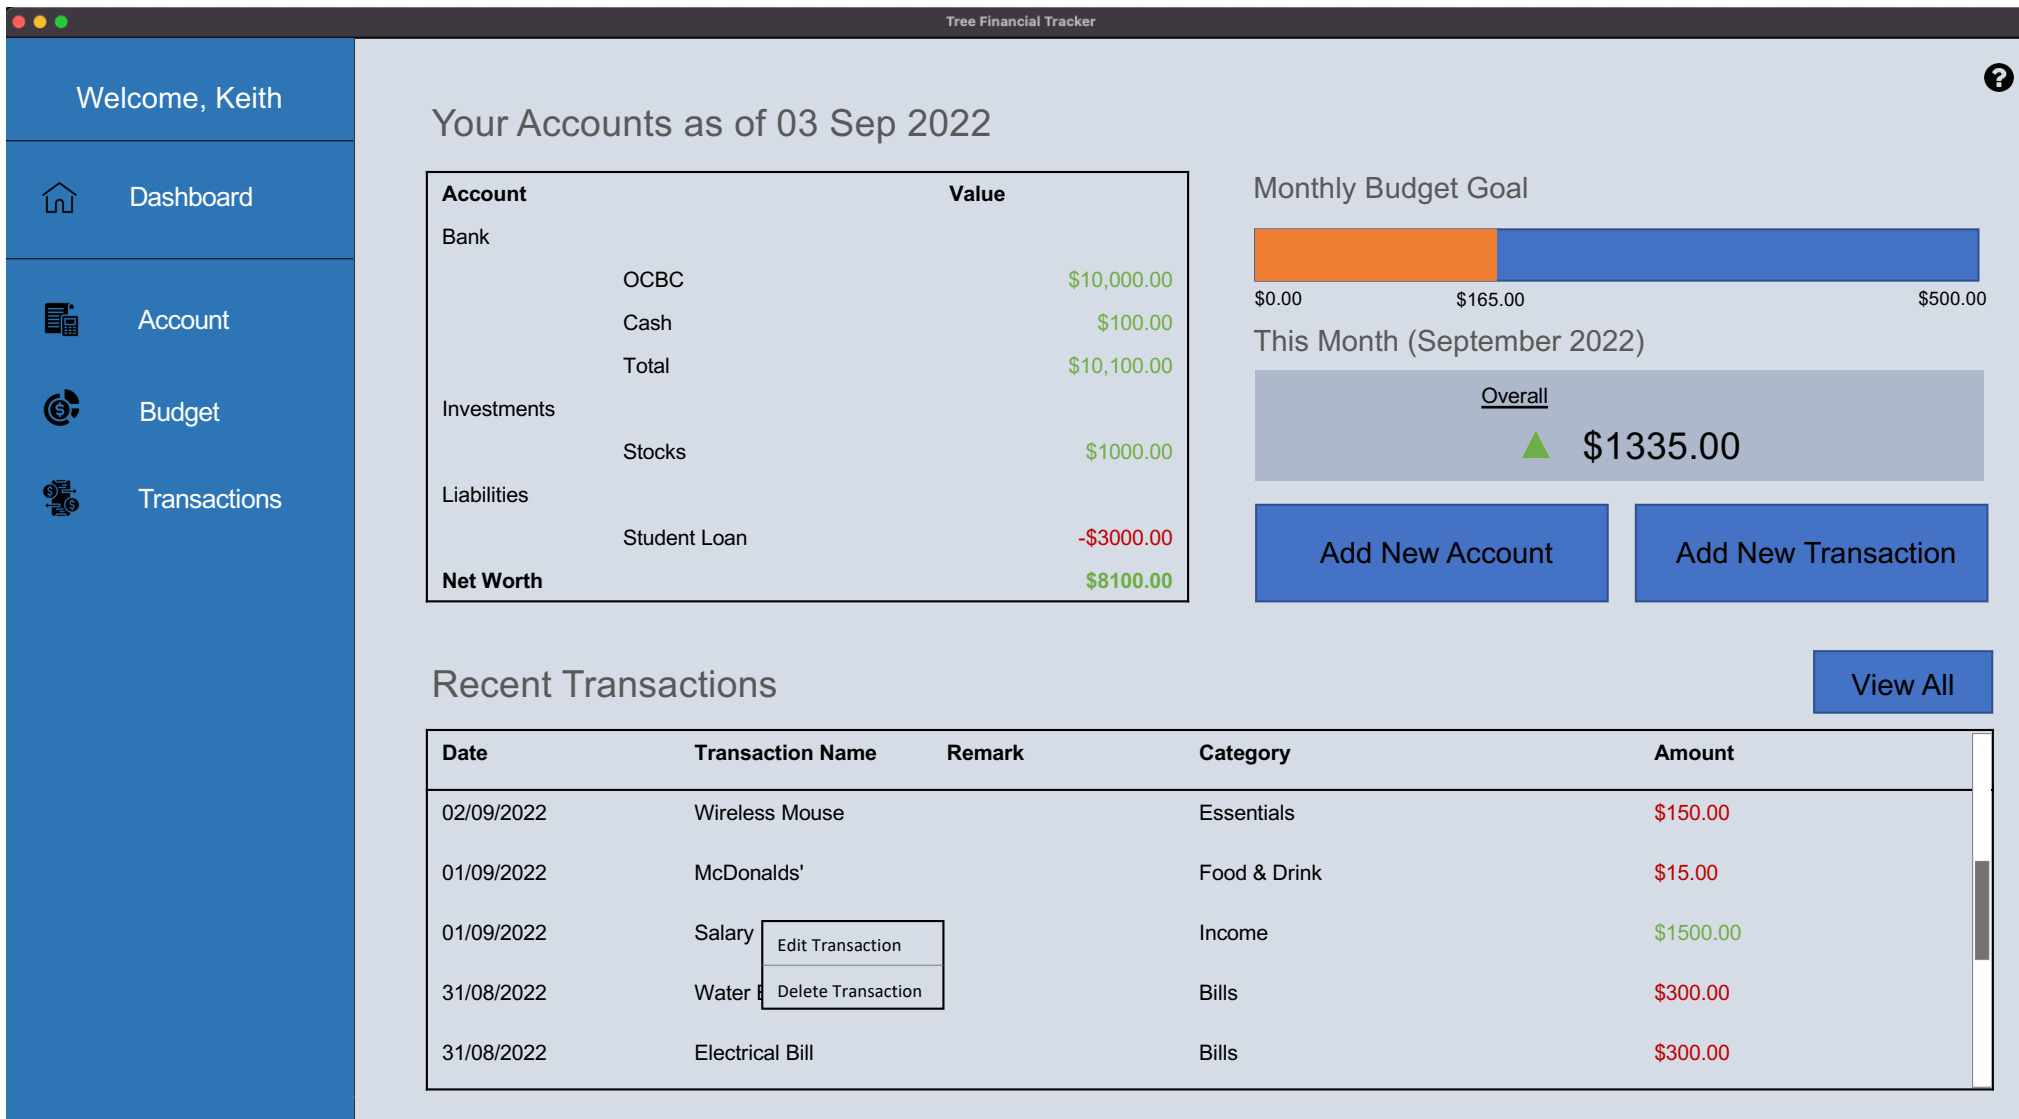 Tree Financial Tracker
Welcome, Keith
Dashboard
Account
Budget
Transactions
Your Accounts as of 03 Sep 2022
Account Value
Bank
OCBC $10,000.00
Cash $100.00
Total $10,100.00
Investments
Stocks $1000.00
Liabilities
Student Loan -$3000.00
Net Worth $8100.00
Monthly Budget Goal
$0.00 $165.00 $500.00
This Month (September 2022)
Overall
$1335.00
Add New Account Add New Transaction
Recent Transactions
View All
Date Transaction Name Remark Category Amount
02/09/2022 Wireless Mouse Essentials $150.00
01/09/2022 McDonalds' Food & Drink $15.00
01/09/2022 Salary Income $1500.00
Edit Transaction
31/08/2022 Water Bills $300.00
Delete Transaction
31/08/2022 Electrical Bill Bills $300.00